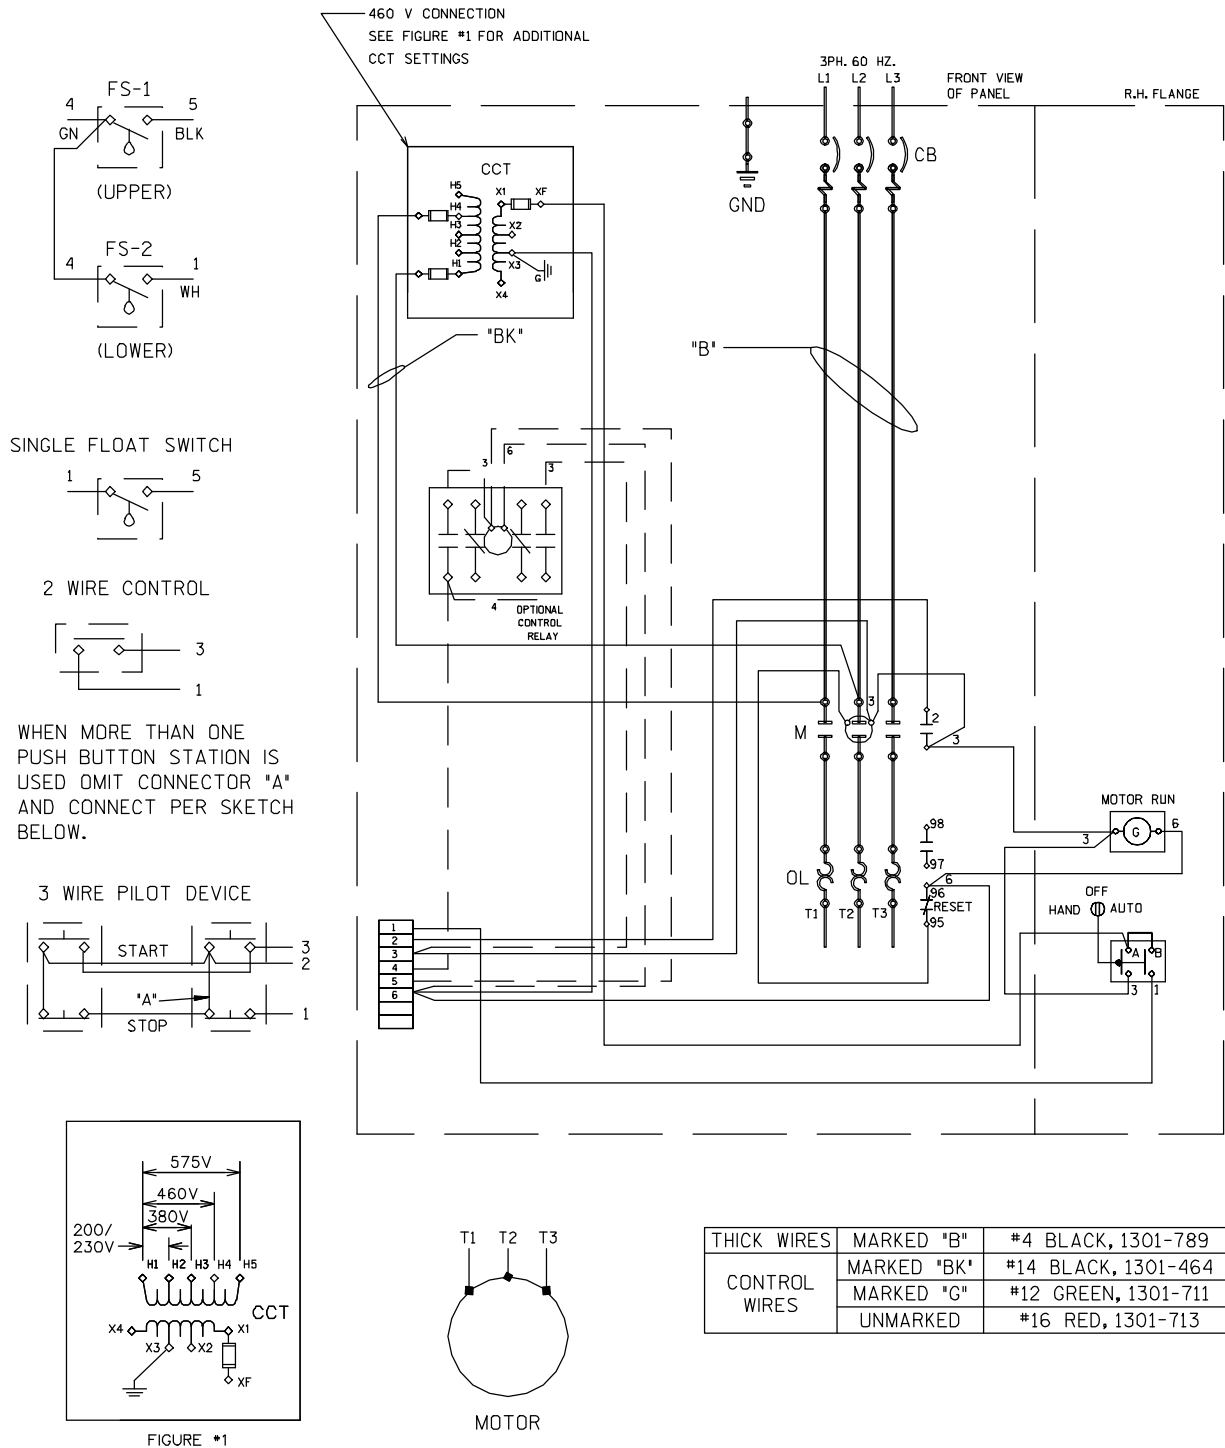 460 V CONNECTION
SEE FIGURE #1 FOR ADDITIONAL
CCT SETTINGS
3PH. 60 HZ.
L1 L2 L3
FRONT VIEW
OF PANEL
R.H. FLANGE
FS-1
4 5
GN BLK
(UPPER)
FS-2
4 1
WH
(LOWER)
CCT
H5
H4
H3
H2
H1
X1 XF
X2
X3
G
X4
GND
CB
"BK"
"B"
SINGLE FLOAT SWITCH
1 5
3 6 3
4
OPTIONAL
CONTROL
RELAY
2 WIRE CONTROL
3
1
WHEN MORE THAN ONE
PUSH BUTTON STATION IS
USED OMIT CONNECTOR "A"
AND CONNECT PER SKETCH
BELOW.
M
3
2
3
MOTOR RUN
3 G 6
98
97
6
96
RESET
95
OL
T1 T2 T3
OFF
HAND AUTO
A B
3 1
3 WIRE PILOT DEVICE
START
3
2
"A"
STOP
1
1
2
3
4
5
6
575V
460V
380V
200/
230V
H1 H2 H3 H4 H5
CCT
X4 X1
X3 X2
XF
FIGURE #1
T1 T2 T3
MOTOR
THICK WIRES MARKED "B" #4 BLACK, 1301-789
CONTROL
WIRES
MARKED "BK" #14 BLACK, 1301-464
MARKED "G" #12 GREEN, 1301-711
UNMARKED #16 RED, 1301-713